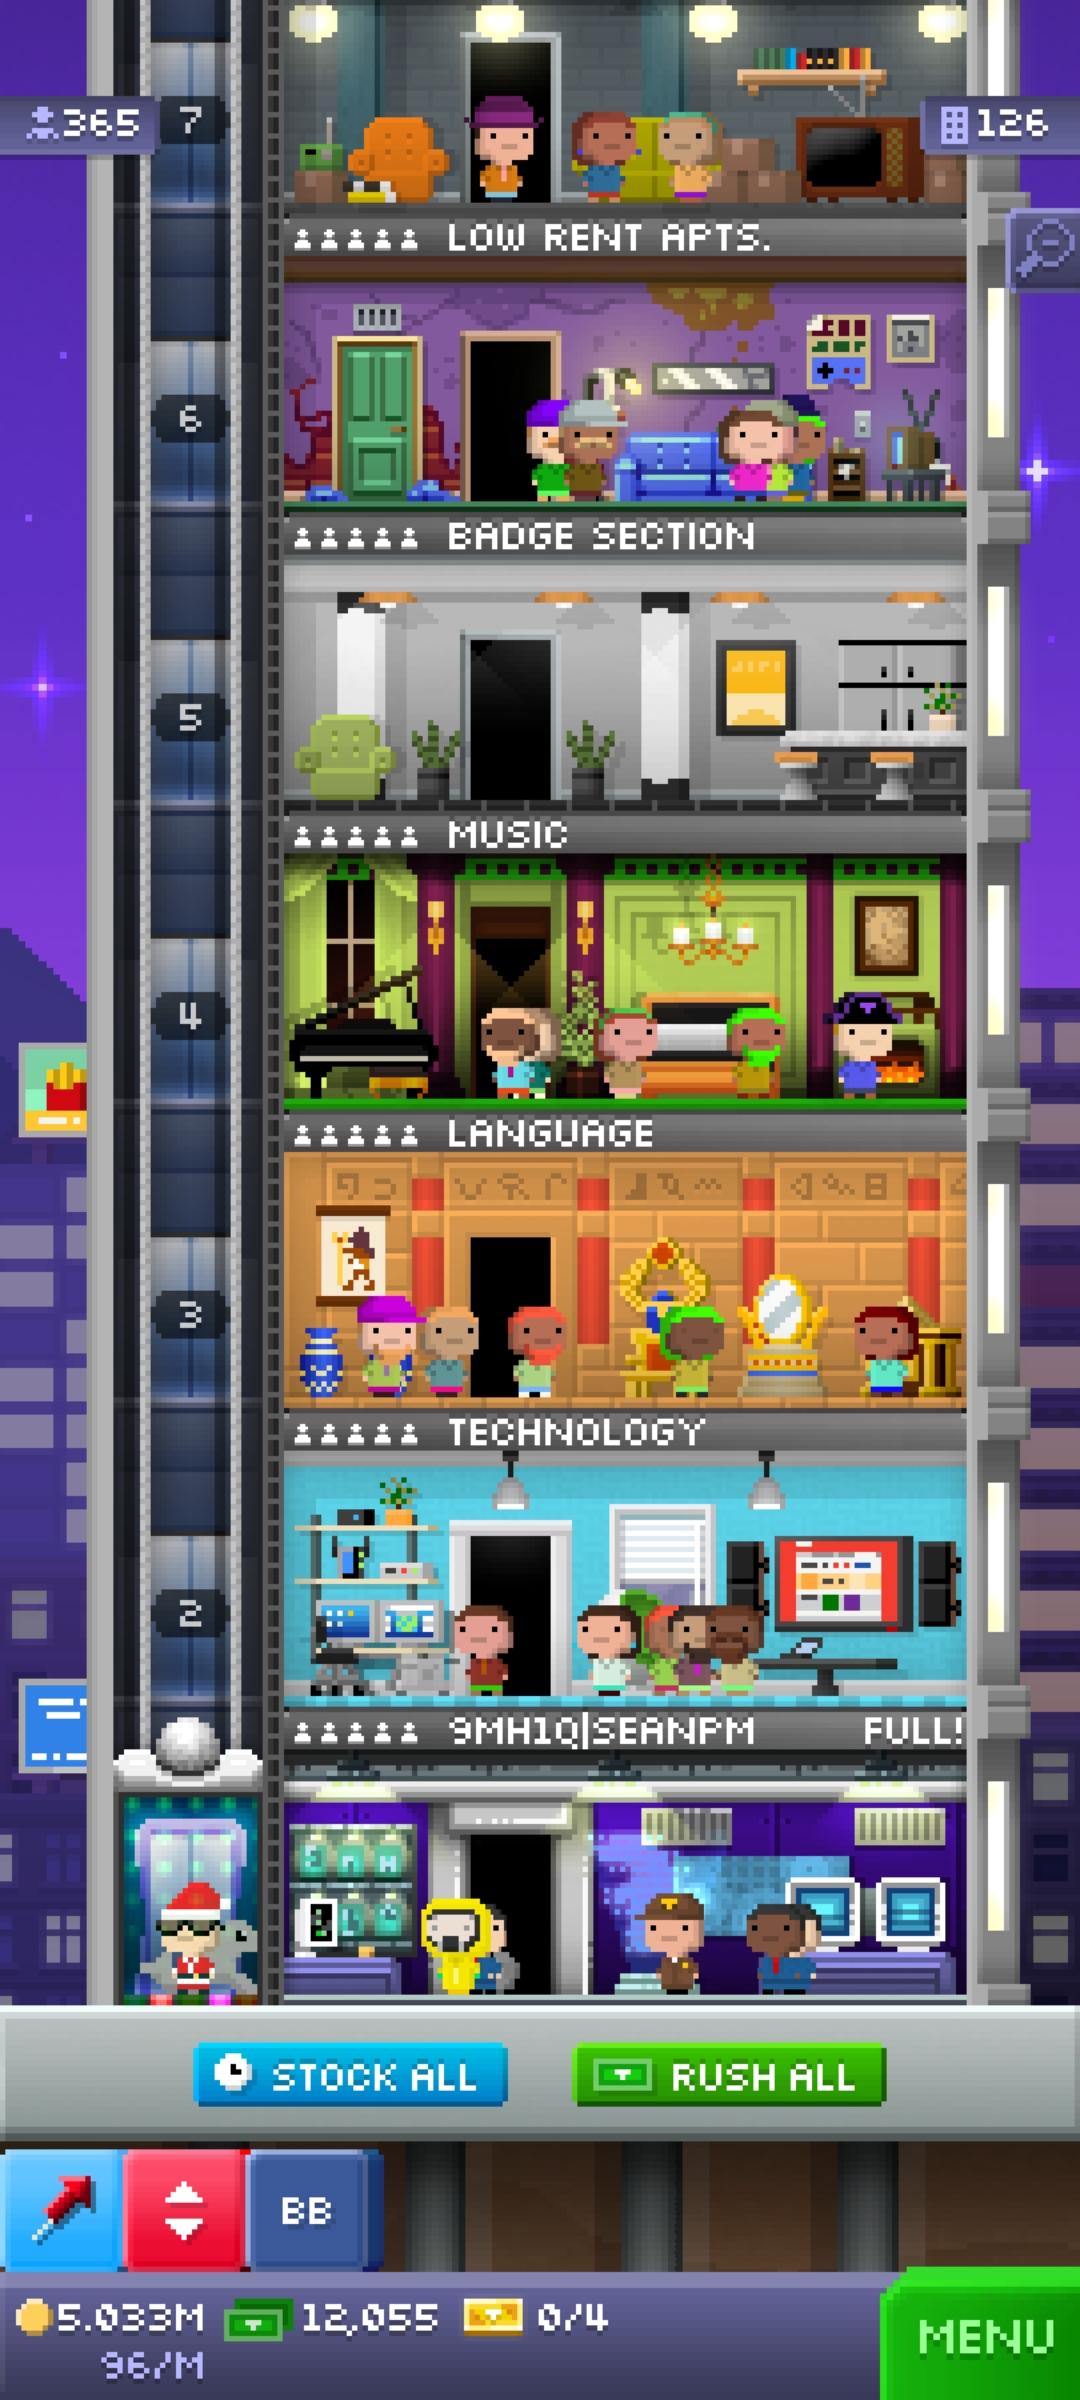 7
365
126
LOW RENT APTS.
6
BADGE SECTION
5
MUSIC
4
LANGUAGE
3
TECHNOLOGY
2
9MH1Q|SEANPM FULL!
STOCK ALL
RUSH ALL
BB
5.033M
12,055
0/4
96/M
MENU